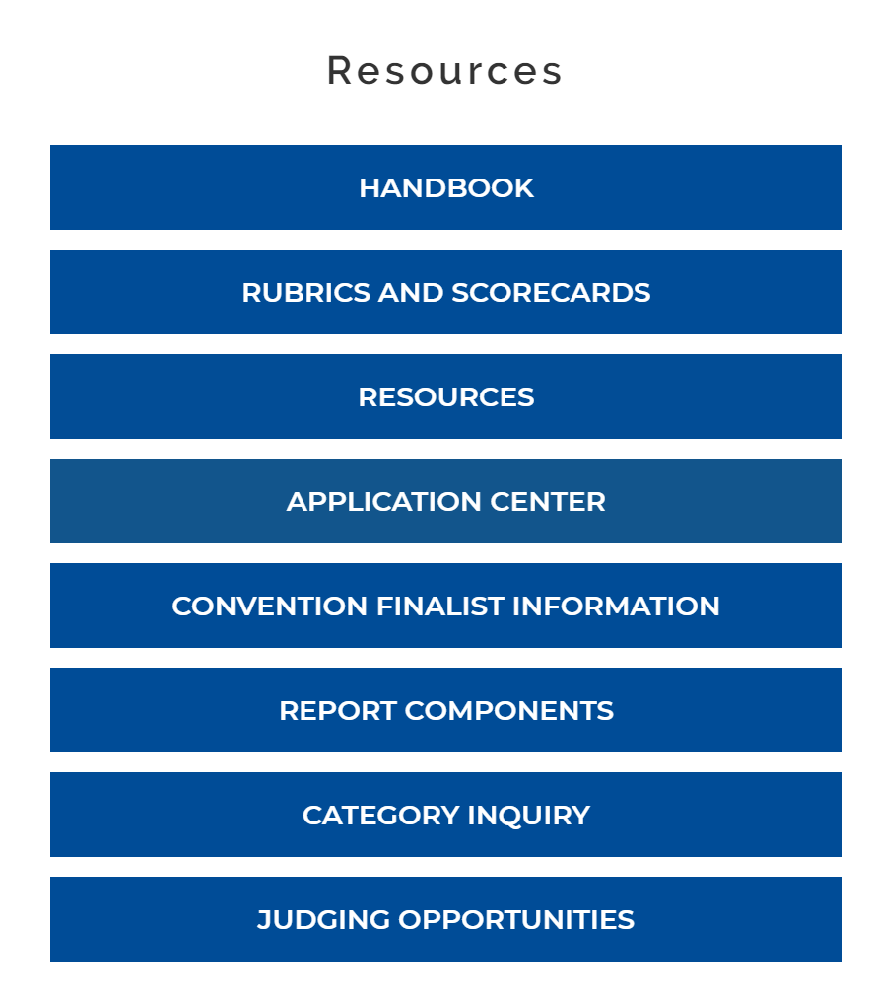 Resources
HANDBOOK
RUBRICS AND SCORECARDS
RESOURCES
APPLICATION CENTER
CONVENTION FINALIST INFORMATION
REPORT COMPONENTS
CATEGORY INQUIRY
JUDGING OPPORTUNITIES